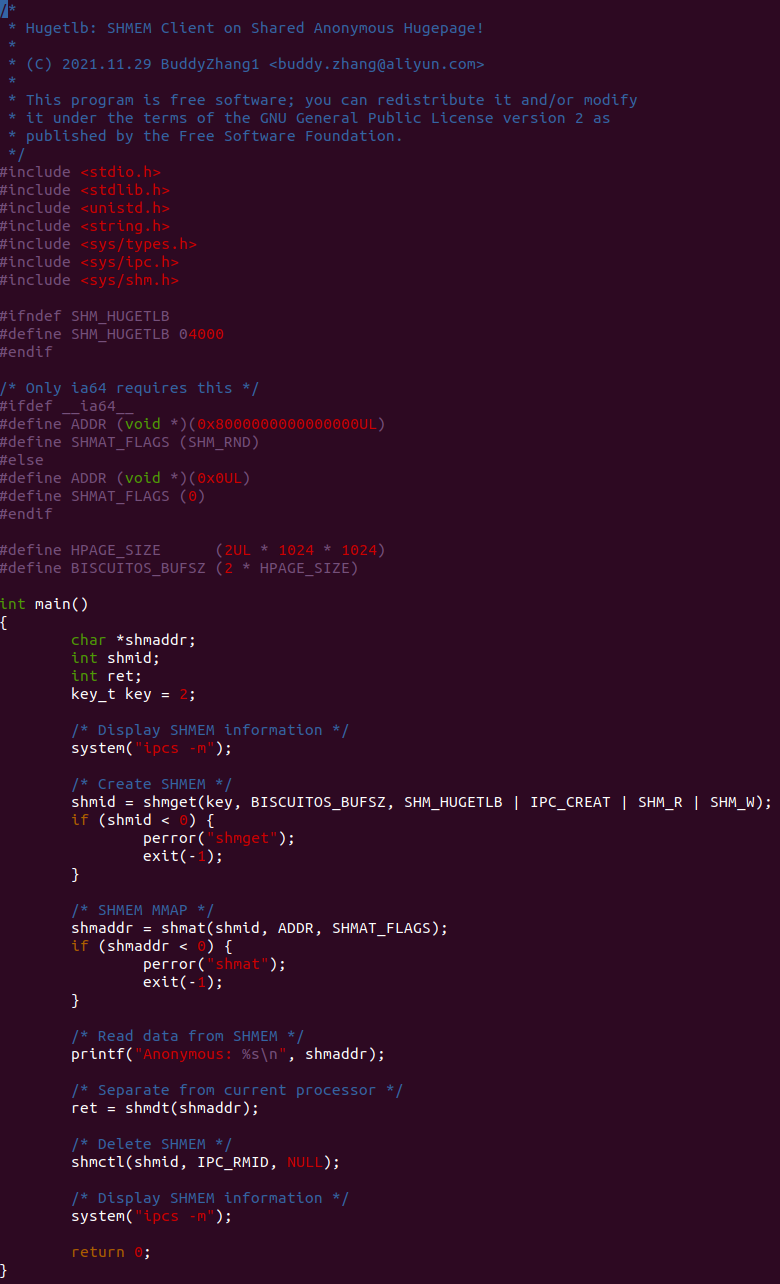 /*
 * Hugetlb: SHMEM Client on Shared Anonymous Hugepage!
 *
 * (C) 2021.11.29 BuddyZhang1 <buddy.zhang@aliyun.com>
 *
 * This program is free software; you can redistribute it and/or modify
 * it under the terms of the GNU General Public License version 2 as
 * published by the Free Software Foundation.
 */
#include <stdio.h>
#include <stdlib.h>
#include <unistd.h>
#include <string.h>
#include <sys/types.h>
#include <sys/ipc.h>
#include <sys/shm.h>

#ifndef SHM_HUGETLB
#define SHM_HUGETLB 04000
#endif

/* Only ia64 requires this */
#ifdef __ia64__
#define ADDR (void *)(0x8000000000000000UL)
#define SHMAT_FLAGS (SHM_RND)
#else
#define ADDR (void *)(0x0UL)
#define SHMAT_FLAGS (0)
#endif

#define HPAGE_SIZE      (2UL * 1024 * 1024)
#define BISCUITOS_BUFSZ (2 * HPAGE_SIZE)

int main()
{
        char *shmaddr;
        int shmid;
        int ret;
        key_t key = 2;

        /* Display SHMEM information */
        system("ipcs -m");

        /* Create SHMEM */
        shmid = shmget(key, BISCUITOS_BUFSZ, SHM_HUGETLB | IPC_CREAT | SHM_R | SHM_W);
        if (shmid < 0) {
                perror("shmget");
                exit(-1);
        }

        /* SHMEM MMAP */
        shmaddr = shmat(shmid, ADDR, SHMAT_FLAGS);
        if (shmaddr < 0) {
                perror("shmat");
                exit(-1);
        }

        /* Read data from SHMEM */
        printf("Anonymous: %s\n", shmaddr);

        /* Separate from current processor */
        ret = shmdt(shmaddr);

        /* Delete SHMEM */
        shmctl(shmid, IPC_RMID, NULL);

        /* Display SHMEM information */
        system("ipcs -m");

        return 0;
}